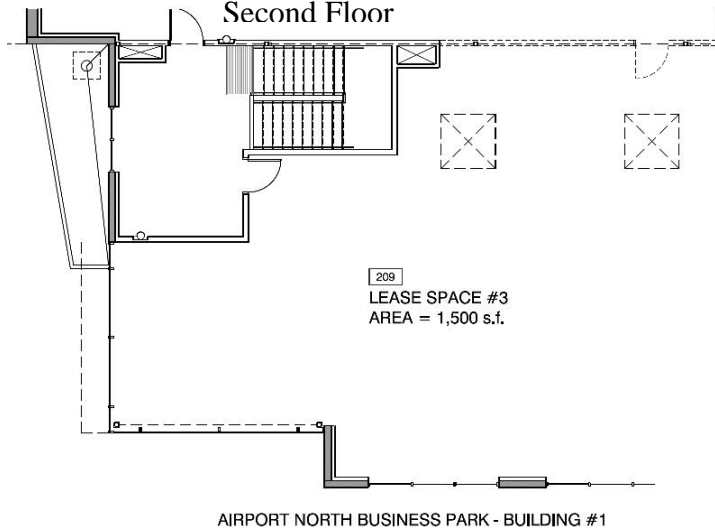 Second Floor
209
LEASE SPACE #3
AREA = 1,500 s.f.
AIRPORT NORTH BUSINESS PARK - BUILDING #1